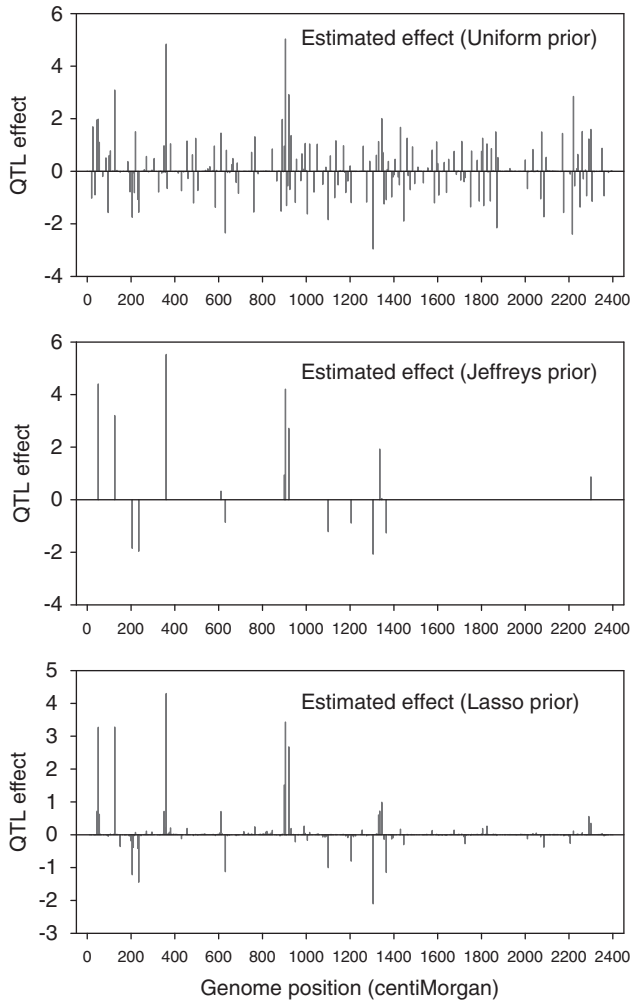 Estimated effect (Uniform prior)
QTL effect
6
4
2
0
-2
-4
0 200 400 600 800 1000 1200 1400 1600 1800 2000 2200 2400
Estimated effect (Jeffreys prior)
QTL effect
6
4
2
0
-2
-4
0 200 400 600 800 1000 1200 1400 1600 1800 2000 2200 2400
Estimated effect (Lasso prior)
QTL effect
5
4
3
2
1
0
-1
-2
-3
0 200 400 600 800 1000 1200 1400 1600 1800 2000 2200 2400
Genome position (centiMorgan)